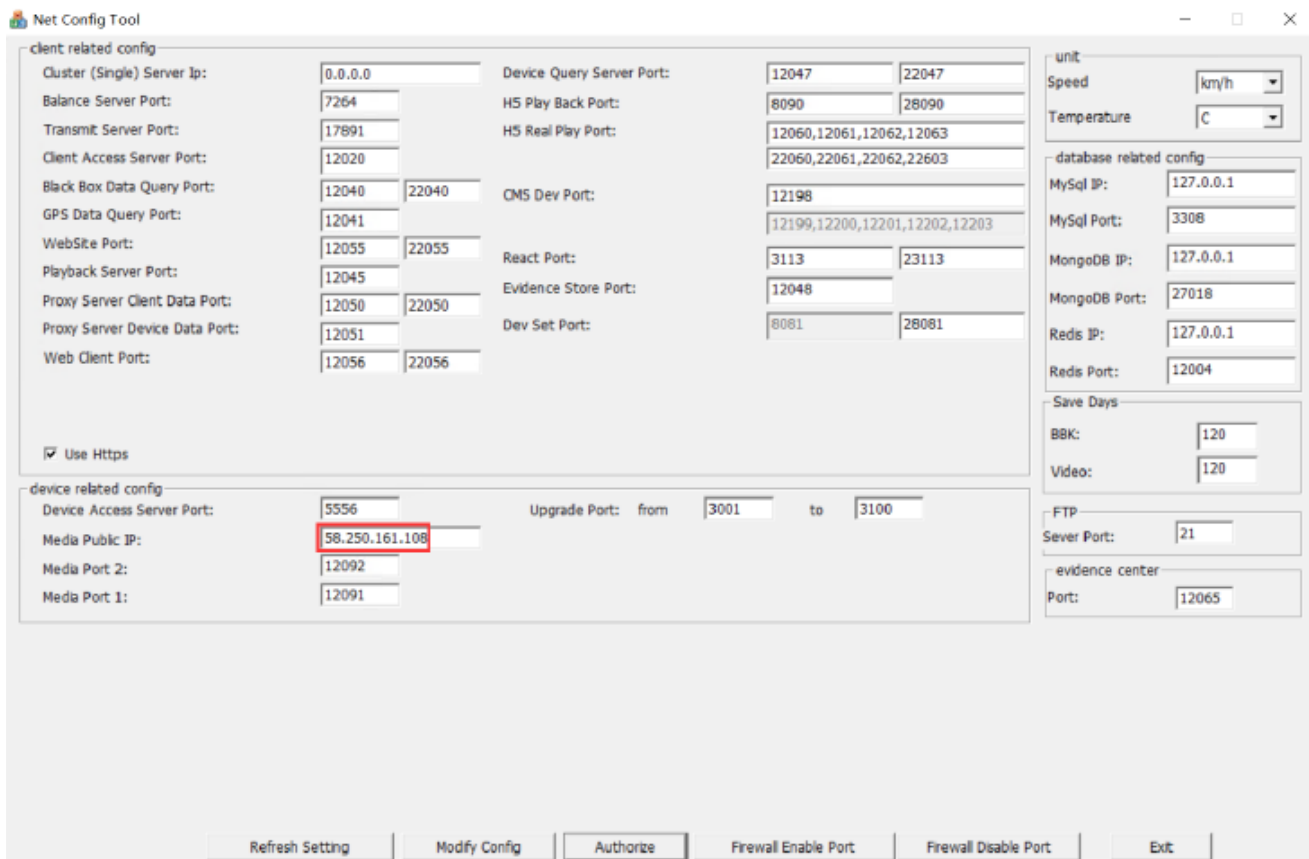 Net Config Tool
client related config
Cluster (Single) Server Ip: 0.0.0.0
Balance Server Port: 7264
Transmit Server Port: 17891
Client Access Server Port: 12020
Black Box Data Query Port: 12040 22040
GPS Data Query Port: 12041
WebSite Port: 12055 22055
Playback Server Port: 12045
Proxy Server Client Data Port: 12050 22050
Proxy Server Device Data Port: 12051
Web Client Port: 12056 22056
Use Https
Device Query Server Port: 12047 22047
H5 Play Back Port: 8090 28090
H5 Real Play Port: 12060,12061,12062,12063
22060,22061,22062,22603
CMS Dev Port: 12198
12199,12200,12201,12202,12203
React Port: 3113 23113
Evidence Store Port: 12048
Dev Set Port: 8081 28081
device related config
Device Access Server Port: 5556
Upgrade Port: from 3001 to 3100
Media Public IP: 58.250.161.108
Media Port 2: 12092
Media Port 1: 12091
unit
Speed km/h
Temperature C
database related config
MySql IP: 127.0.0.1
MySql Port: 3308
MongoDB IP: 127.0.0.1
MongoDB Port: 27018
Redis IP: 127.0.0.1
Redis Port: 12004
Save Days
BBK: 120
Video: 120
FTP
Sever Port: 21
evidence center
Port: 12065
Refresh Setting
Modify Config
Authorize
Firewall Enable Port
Firewall Disable Port
Exit